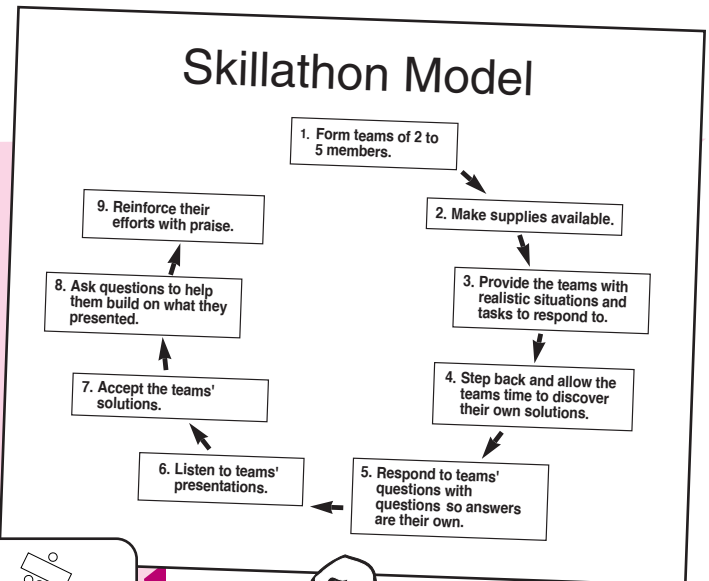 Skillathon Model
1. Form teams of 2 to
5 members.
2. Make supplies available.
3. Provide the teams with
realistic situations and
tasks to respond to.
4. Step back and allow the
teams time to discover
their own solutions.
5. Respond to teams'
questions with
questions so answers
are their own.
6. Listen to teams'
presentations.
7. Accept the teams'
solutions.
8. Ask questions to help
them build on what they
presented.
9. Reinforce their
efforts with praise.